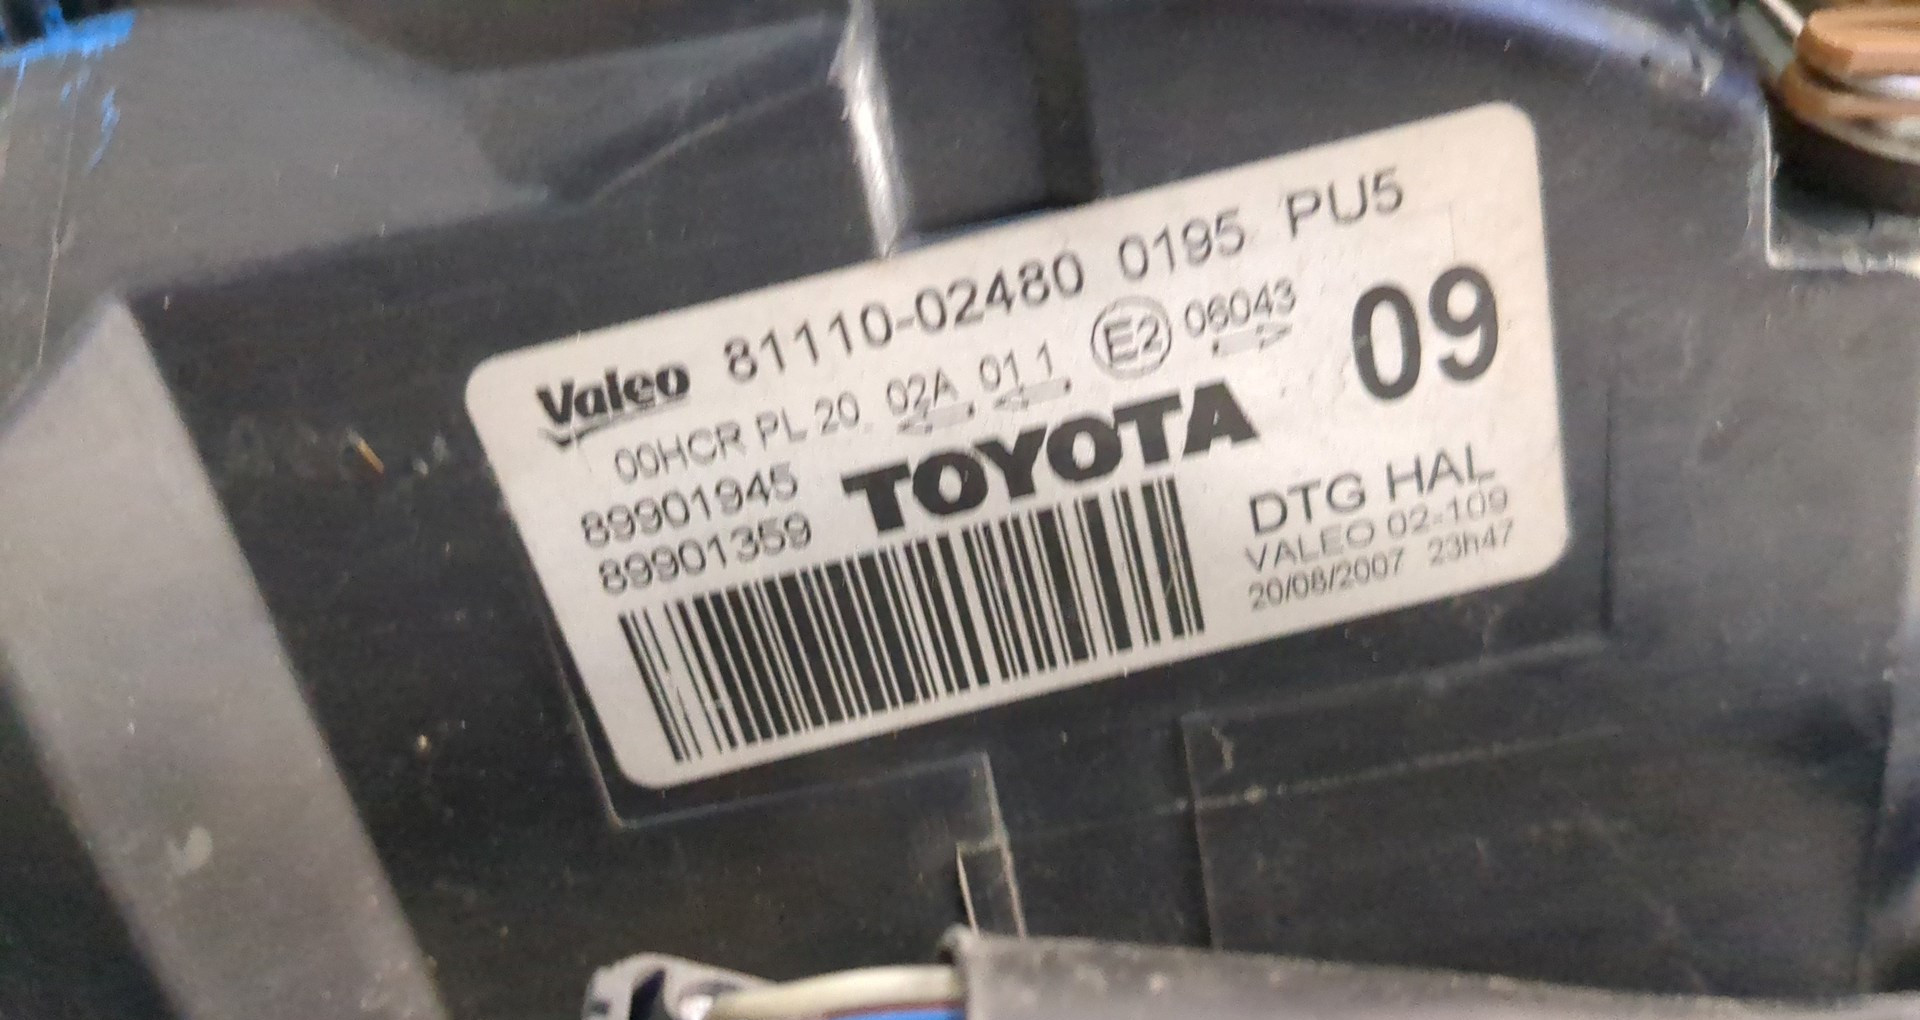 Valeo 81110-02480 0195 PU5
00HCR PL 20 02A 01 1 E2 06043 09
89901945 TOYOTA
89901359
DTG HAL
VALEO 02-109
20/08/2007 23h47